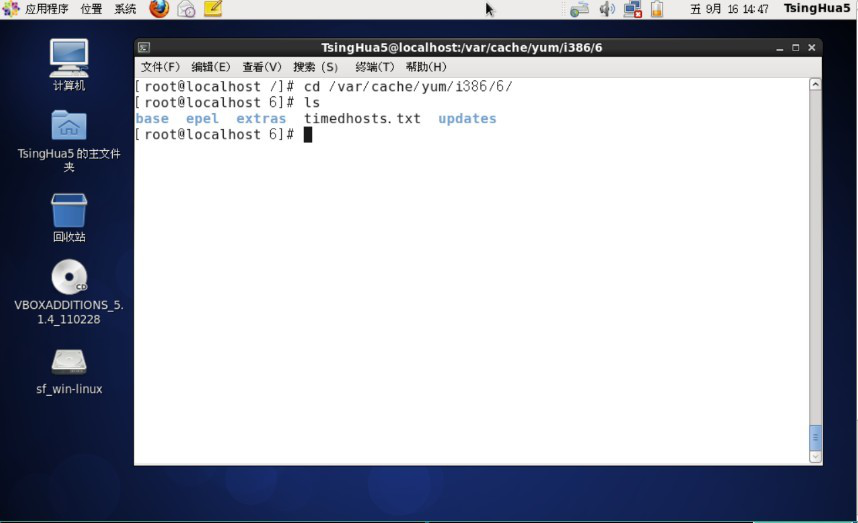 应用程序 位置 系统 五 9月 16 14:47 TsingHua5
计算机
TsingHua5 的主文件
夹
回收站
CD
VBOXADDITIONS_5.
1.4_110228
sf_win-linux
TsingHua5@localhost:/var/cache/yum/i386/6
文件(F) 编辑(E) 查看(V) 搜索 (S) 终端(T) 帮助(H)
[root@localhost /]# cd /var/cache/yum/i386/6/
[root@localhost 6]# ls
base epel extras timedhosts.txt updates
[root@localhost 6]#